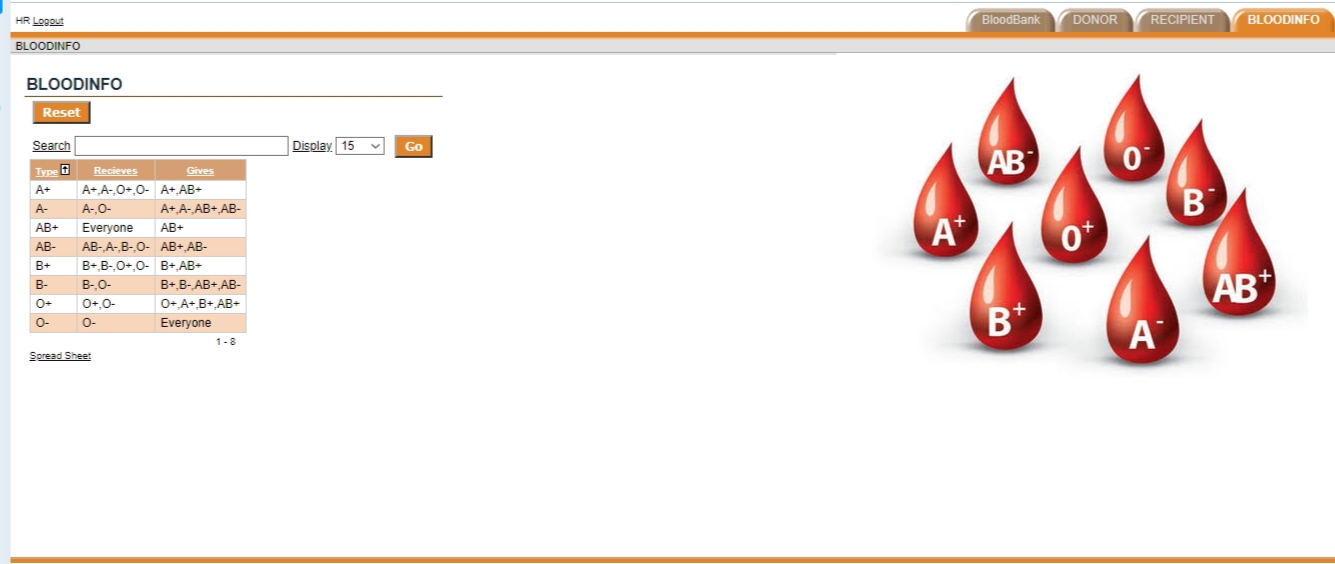 HR Logout
BloodBank DONOR RECIPIENT BLOODINFO
BLOODINFO
BLOODINFO
Reset
Search Display 15 Go
Type Recieves Gives
A+ A+,A-,O+,O- A+,AB+
A- A-,O- A+,A-,AB+,AB-
AB+ Everyone AB+
AB- AB-,A-,B-,O- AB+,AB-
B+ B+,B-,O+,O- B+,AB+
B- B-,O- B+,B-,AB+,AB-
O+ O+,O- O+,A+,B+,AB+
O- O- Everyone
1 - 8
Spread Sheet
AB-
O-
B-
A+
O+
AB+
B+
A-